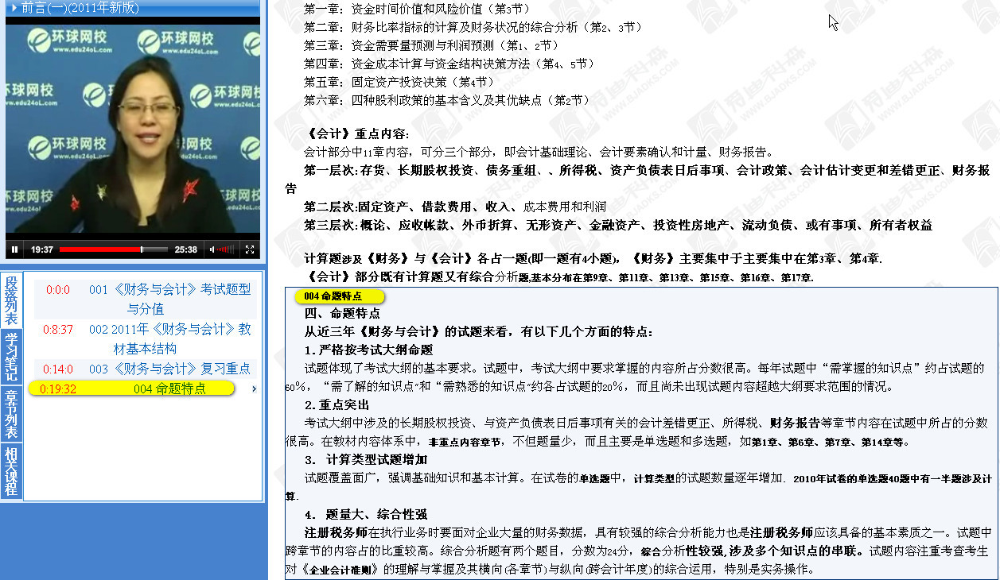 前言(一)(2011年新版)
环球网校
www.edu24oL.com
环球网校
www.edu24oL.com
环球网校
www.edu24oL.com
环球网校
www.edu24oL.com
环球网校
19:37
25:38
段落列表
学习笔记
章节列表
相关课程
0:0:0 001 《财务与会计》考试题型
与分值
0:8:37 002 2011年《财务与会计》教
材基本结构
0:14:0 003 《财务与会计》复习重点
0:19:32 004 命题特点
第一章：资金时间价值和风险价值（第3节）
第二章：财务比率指标的计算及财务状况的综合分析（第2、3节）
第三章：资金需要量预测与利润预测（第1、2节）
第四章：资金成本计算与资金结构决策方法（第4、5节）
第五章：固定资产投资决策（第4节）
第六章：四种股利政策的基本含义及其优缺点（第2节）
《会计》重点内容：
会计部分中11章内容，可分三个部分，即会计基础理论、会计要素确认和计量、财务报告。
第一层次:存货、长期股权投资、债务重组、、所得税、资产负债表日后事项、会计政策、会计估计变更和差错更正、财务报
告
第二层次:固定资产、借款费用、收入、成本费用和利润
第三层次:概论、应收帐款、外币折算、无形资产、金融资产、投资性房地产、流动负债、或有事项、所有者权益
计算题涉及《财务》与《会计》各占一题(即一题有4小题)，《财务》主要集中于主要集中在第3章、第4章.
《会计》部分既有计算题又有综合分析题,基本分布在第9章、第11章、第13章、第15章、第16章、第17章.
004 命题特点
四、命题特点
从近三年《财务与会计》的试题来看，有以下几个方面的特点：
1.严格按考试大纲命题
试题体现了考试大纲的基本要求。试题中，考试大纲中要求掌握的内容所占分数很高。每年试题中“需掌握的知识点”约占试题的
60%，“需了解的知识点”和“需熟悉的知识点”约各占试题的20%，而且尚未出现试题内容超越大纲要求范围的情况。
2.重点突出
考试大纲中涉及的长期股权投资、与资产负债表日后事项有关的会计差错更正、所得税、财务报告等章节内容在试题中所占的分数
很高。在教材内容体系中，非重点内容章节，不但题量少，而且主要是单选题和多选题，如第1章、第6章、第7章、第14章等。
3. 计算类型试题增加
试题覆盖面广，强调基础知识和基本计算。在试卷的单选题中，计算类型的试题数量逐年增加. 2010年试卷的单选题40题中有一半题涉及计
算.
4. 题量大、综合性强
注册税务师在执行业务时要面对企业大量的财务数据，具有较强的综合分析能力也是注册税务师应该具备的基本素质之一。试题中
跨章节的内容占的比重较高。综合分析题有两个题目，分数为24分，综合分析性较强,涉及多个知识点的串联。试题内容注重考查考生
对《企业会计准则》的理解与掌握及其横向(各章节)与纵向(跨会计年度)的综合运用，特别是实务操作。